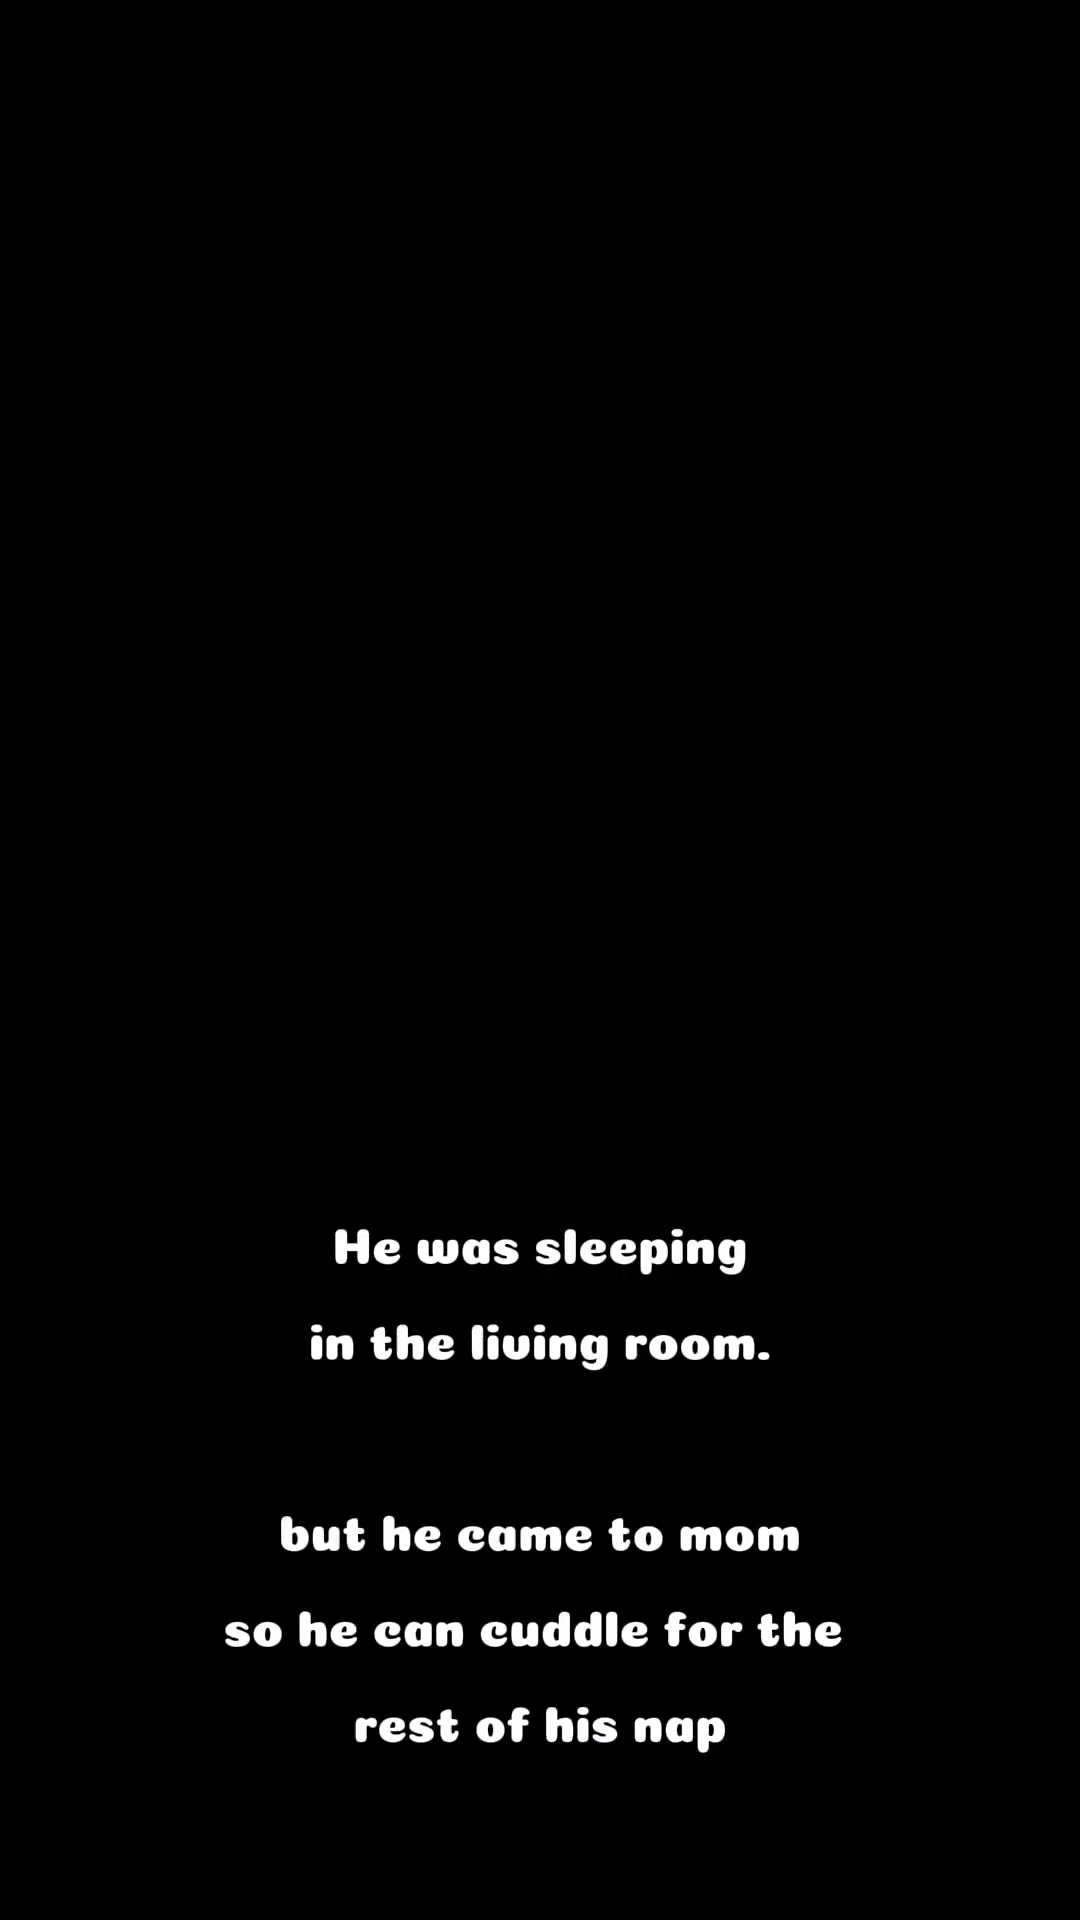 He was sleeping
in the living room.
but he came to mom
so he can cuddle for the
rest of his nap